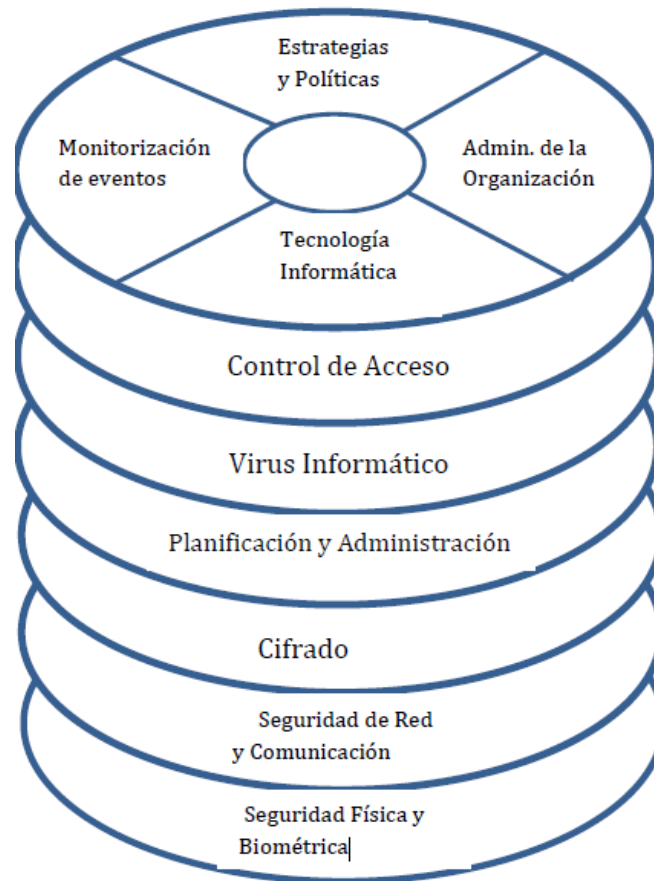 Estrategias
y Políticas
Monitorización
de eventos
Admin. de la
Organización
Tecnología
Informática
Control de Acceso
Virus Informático
Planificación y Administración
Cifrado
Seguridad de Red
y Comunicación
Seguridad Física y
Biométrica